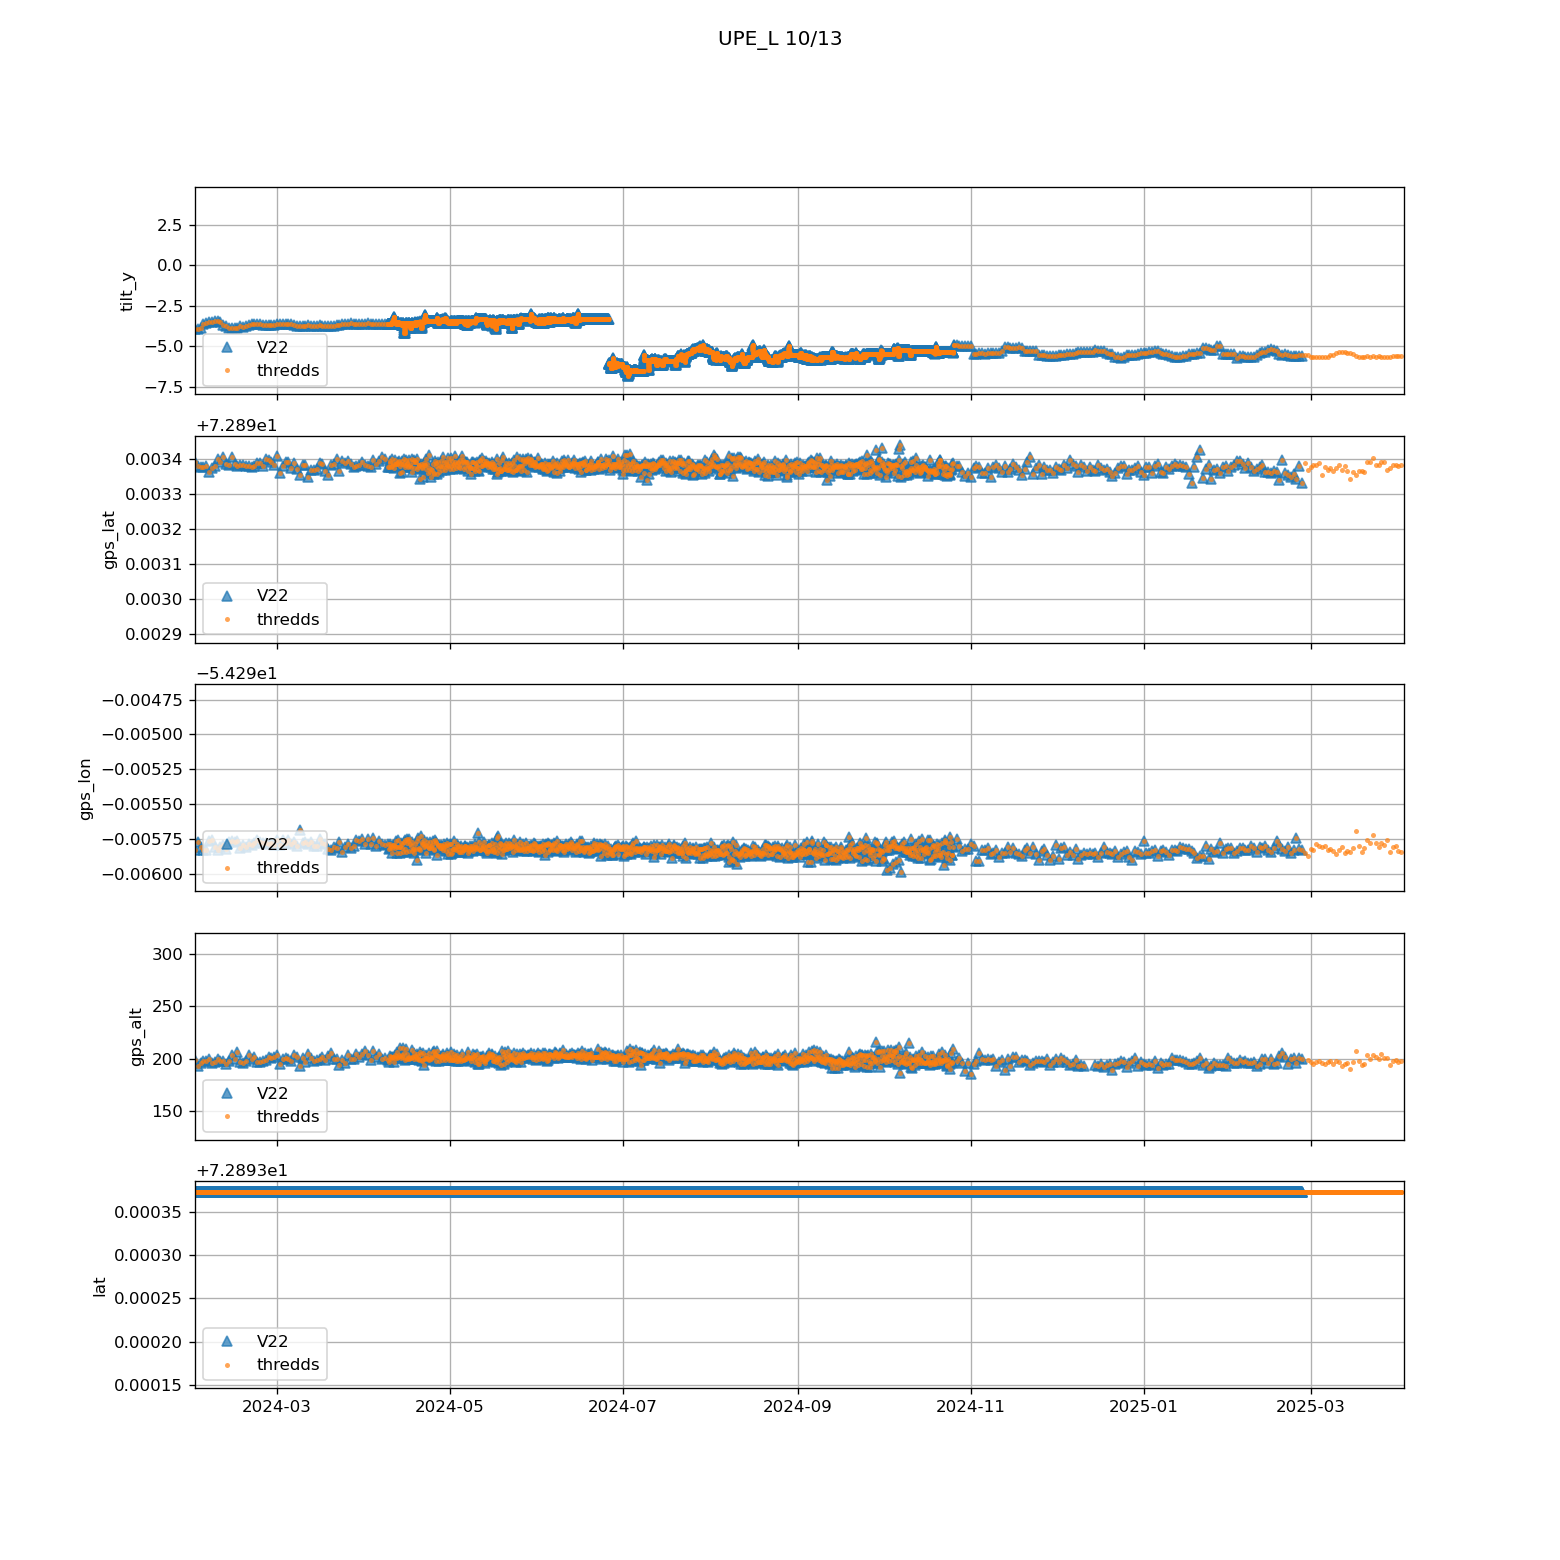 UPE_L 10/13
2.5
0.0
−2.5
−5.0
−7.5
tilt_y
V22
thredds
+7.289e1
0.0034
0.0033
0.0032
0.0031
0.0030
0.0029
gps_lat
V22
thredds
−5.429e1
−0.00475
−0.00500
−0.00525
−0.00550
−0.00575
−0.00600
gps_lon
V22
thredds
300
250
200
150
gps_alt
V22
thredds
+7.2893e1
0.00035
0.00030
0.00025
0.00020
0.00015
lat
V22
thredds
2024-03
2024-05
2024-07
2024-09
2024-11
2025-01
2025-03